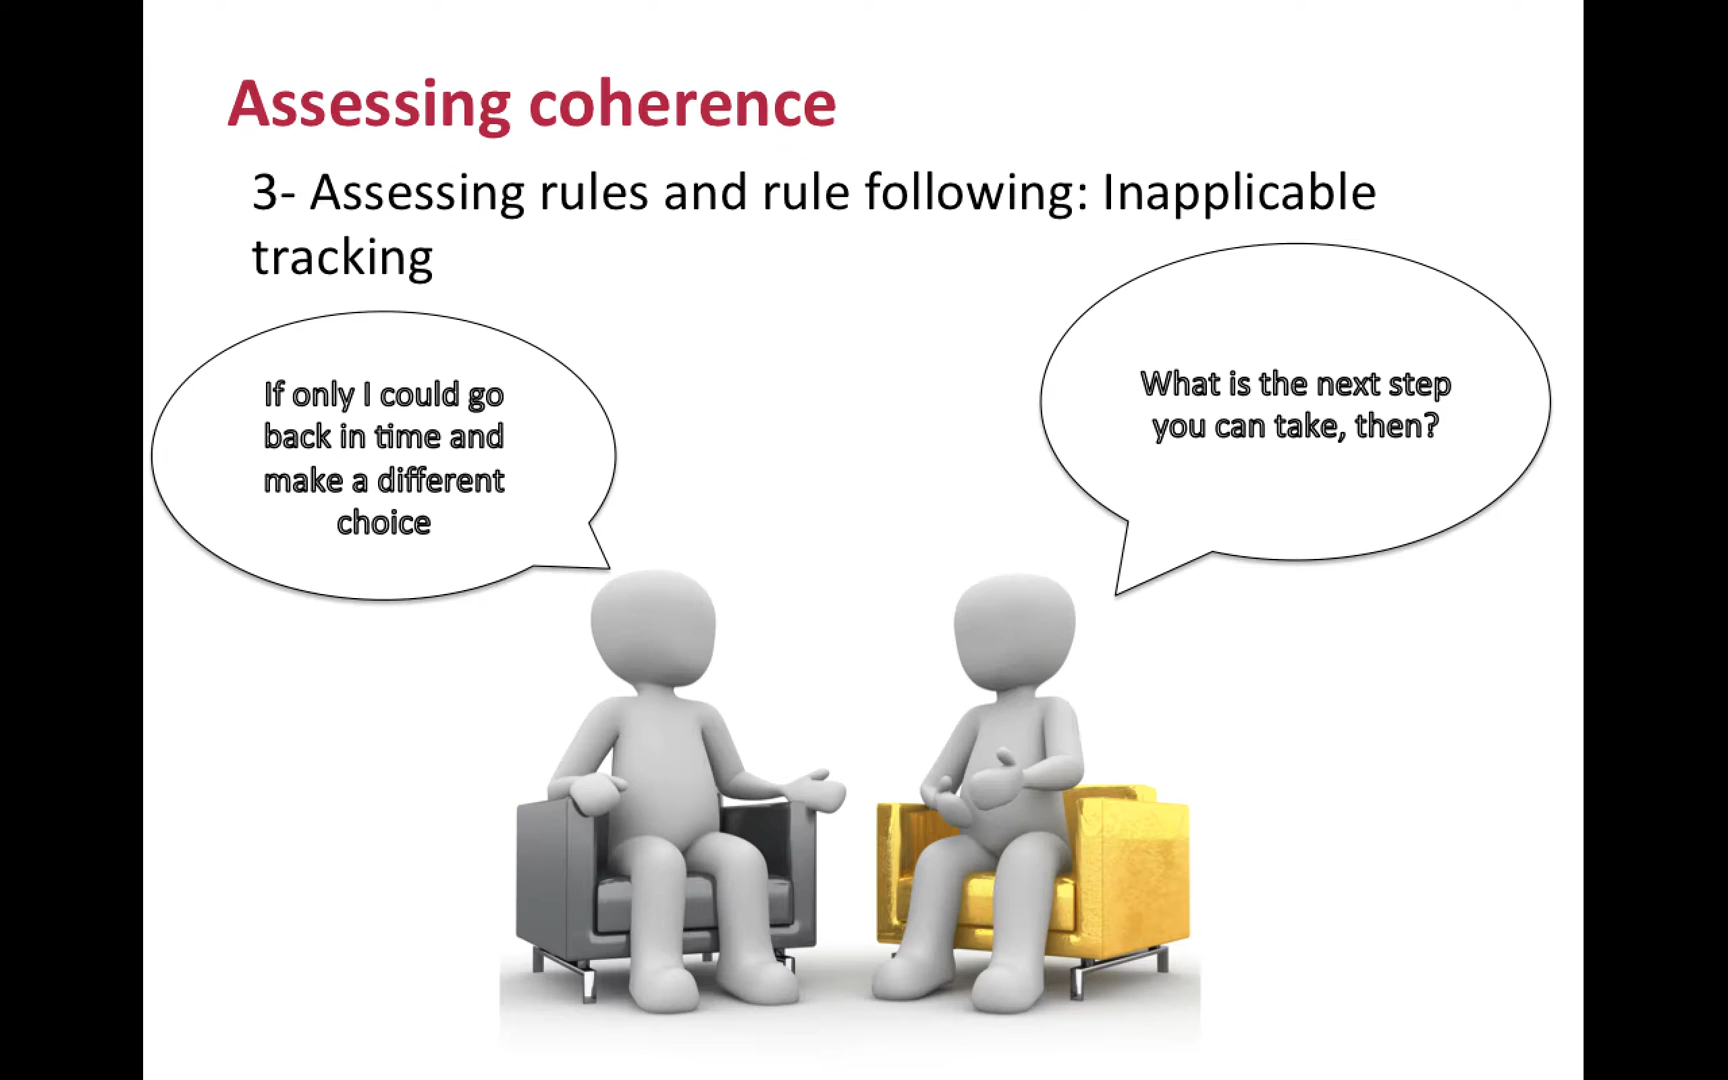 Assessing coherence
3- Assessing rules and rule following: Inapplicable
tracking
If only I could go
back in time and
make a different
choice
What is the next step
you can take, then?